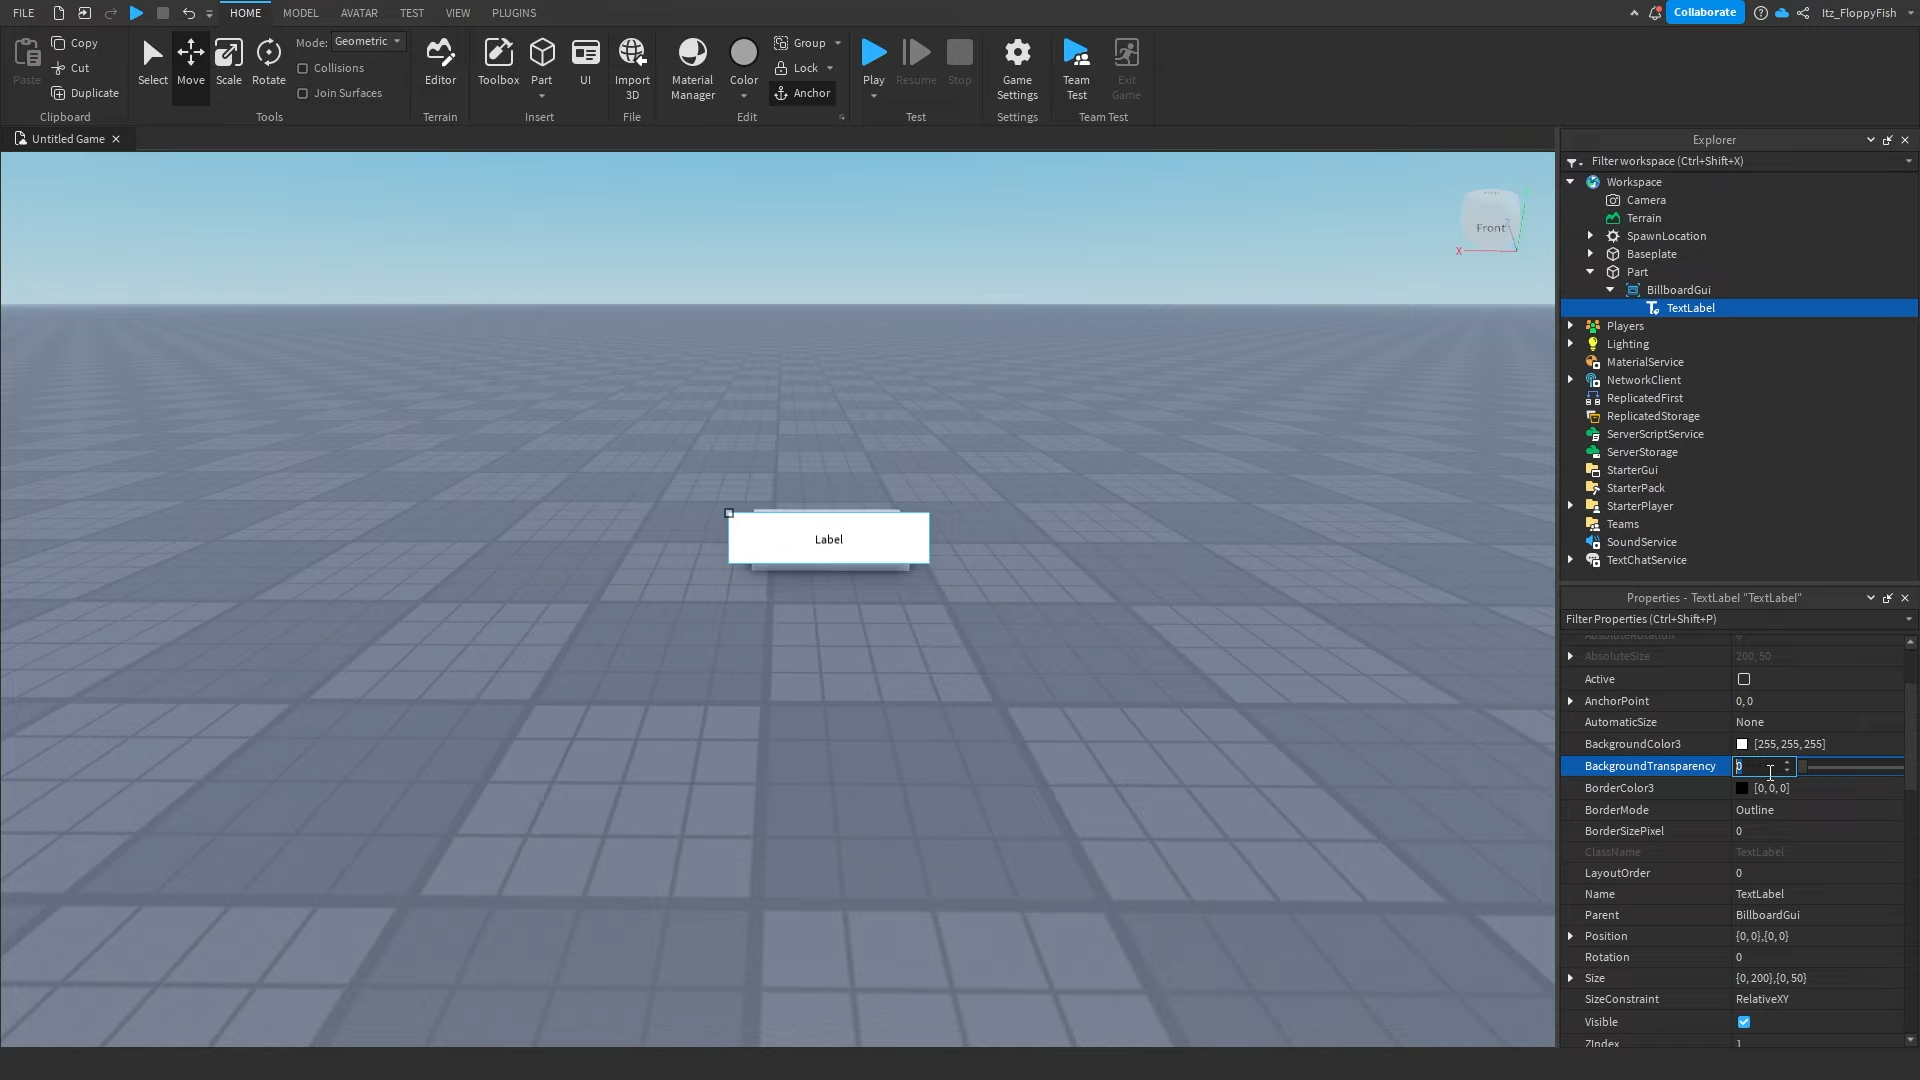 FILE HOME MODEL AVATAR TEST VIEW PLUGINS Collaborate Itz_FloppyFish
Copy
Cut
Duplicate
Paste
Clipboard
Select Move Scale Rotate
Mode: Geometric
Collisions
Join Surfaces
Tools
Editor
Terrain
Toolbox Part UI
Insert
Import
3D
File
Material
Manager
Color
Group
Lock
Anchor
Edit
Play Resume Stop
Test
Game
Settings
Settings
Team
Test
Exit
Game
Team Test
Untitled Game
Front
X
Z
Label
Explorer
Filter workspace (Ctrl+Shift+X)
Workspace
Camera
Terrain
SpawnLocation
Baseplate
Part
BillboardGui
TextLabel
Players
Lighting
MaterialService
NetworkClient
ReplicatedFirst
ReplicatedStorage
ServerScriptService
ServerStorage
StarterGui
StarterPack
StarterPlayer
Teams
SoundService
TextChatService
Properties - TextLabel "TextLabel"
Filter Properties (Ctrl+Shift+P)
AbsoluteRotation 0
AbsoluteSize 200, 50
Active
AnchorPoint 0, 0
AutomaticSize None
BackgroundColor3 [255, 255, 255]
BackgroundTransparency 0
BorderColor3 [0, 0, 0]
BorderMode Outline
BorderSizePixel 0
ClassName TextLabel
LayoutOrder 0
Name TextLabel
Parent BillboardGui
Position {0, 0},{0, 0}
Rotation 0
Size {0, 200},{0, 50}
SizeConstraint RelativeXY
Visible
ZIndex 1